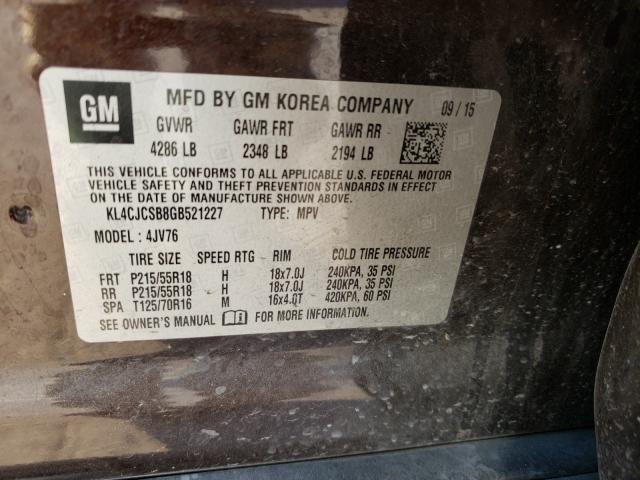 GM MFD BY GM KOREA COMPANY 09/15
GVWR GAWR FRT GAWR RR
4286 LB 2348 LB 2194 LB
THIS VEHICLE CONFORMS TO ALL APPLICABLE U.S. FEDERAL MOTOR
VEHICLE SAFETY AND THEFT PREVENTION STANDARDS IN EFFECT
ON THE DATE OF MANUFACTURE SHOWN ABOVE.
KL4CJCSB8GB521227 TYPE: MPV
MODEL: 4JV76
TIRE SIZE SPEED RTG RIM COLD TIRE PRESSURE
FRT P215/55R18 H 18x7.0J 240KPA, 35 PSI
RR P215/55R18 H 18x7.0J 240KPA, 35 PSI
SPA T125/70R16 M 16x4.0T 420KPA, 60 PSI
SEE OWNER'S MANUAL FOR MORE INFORMATION.